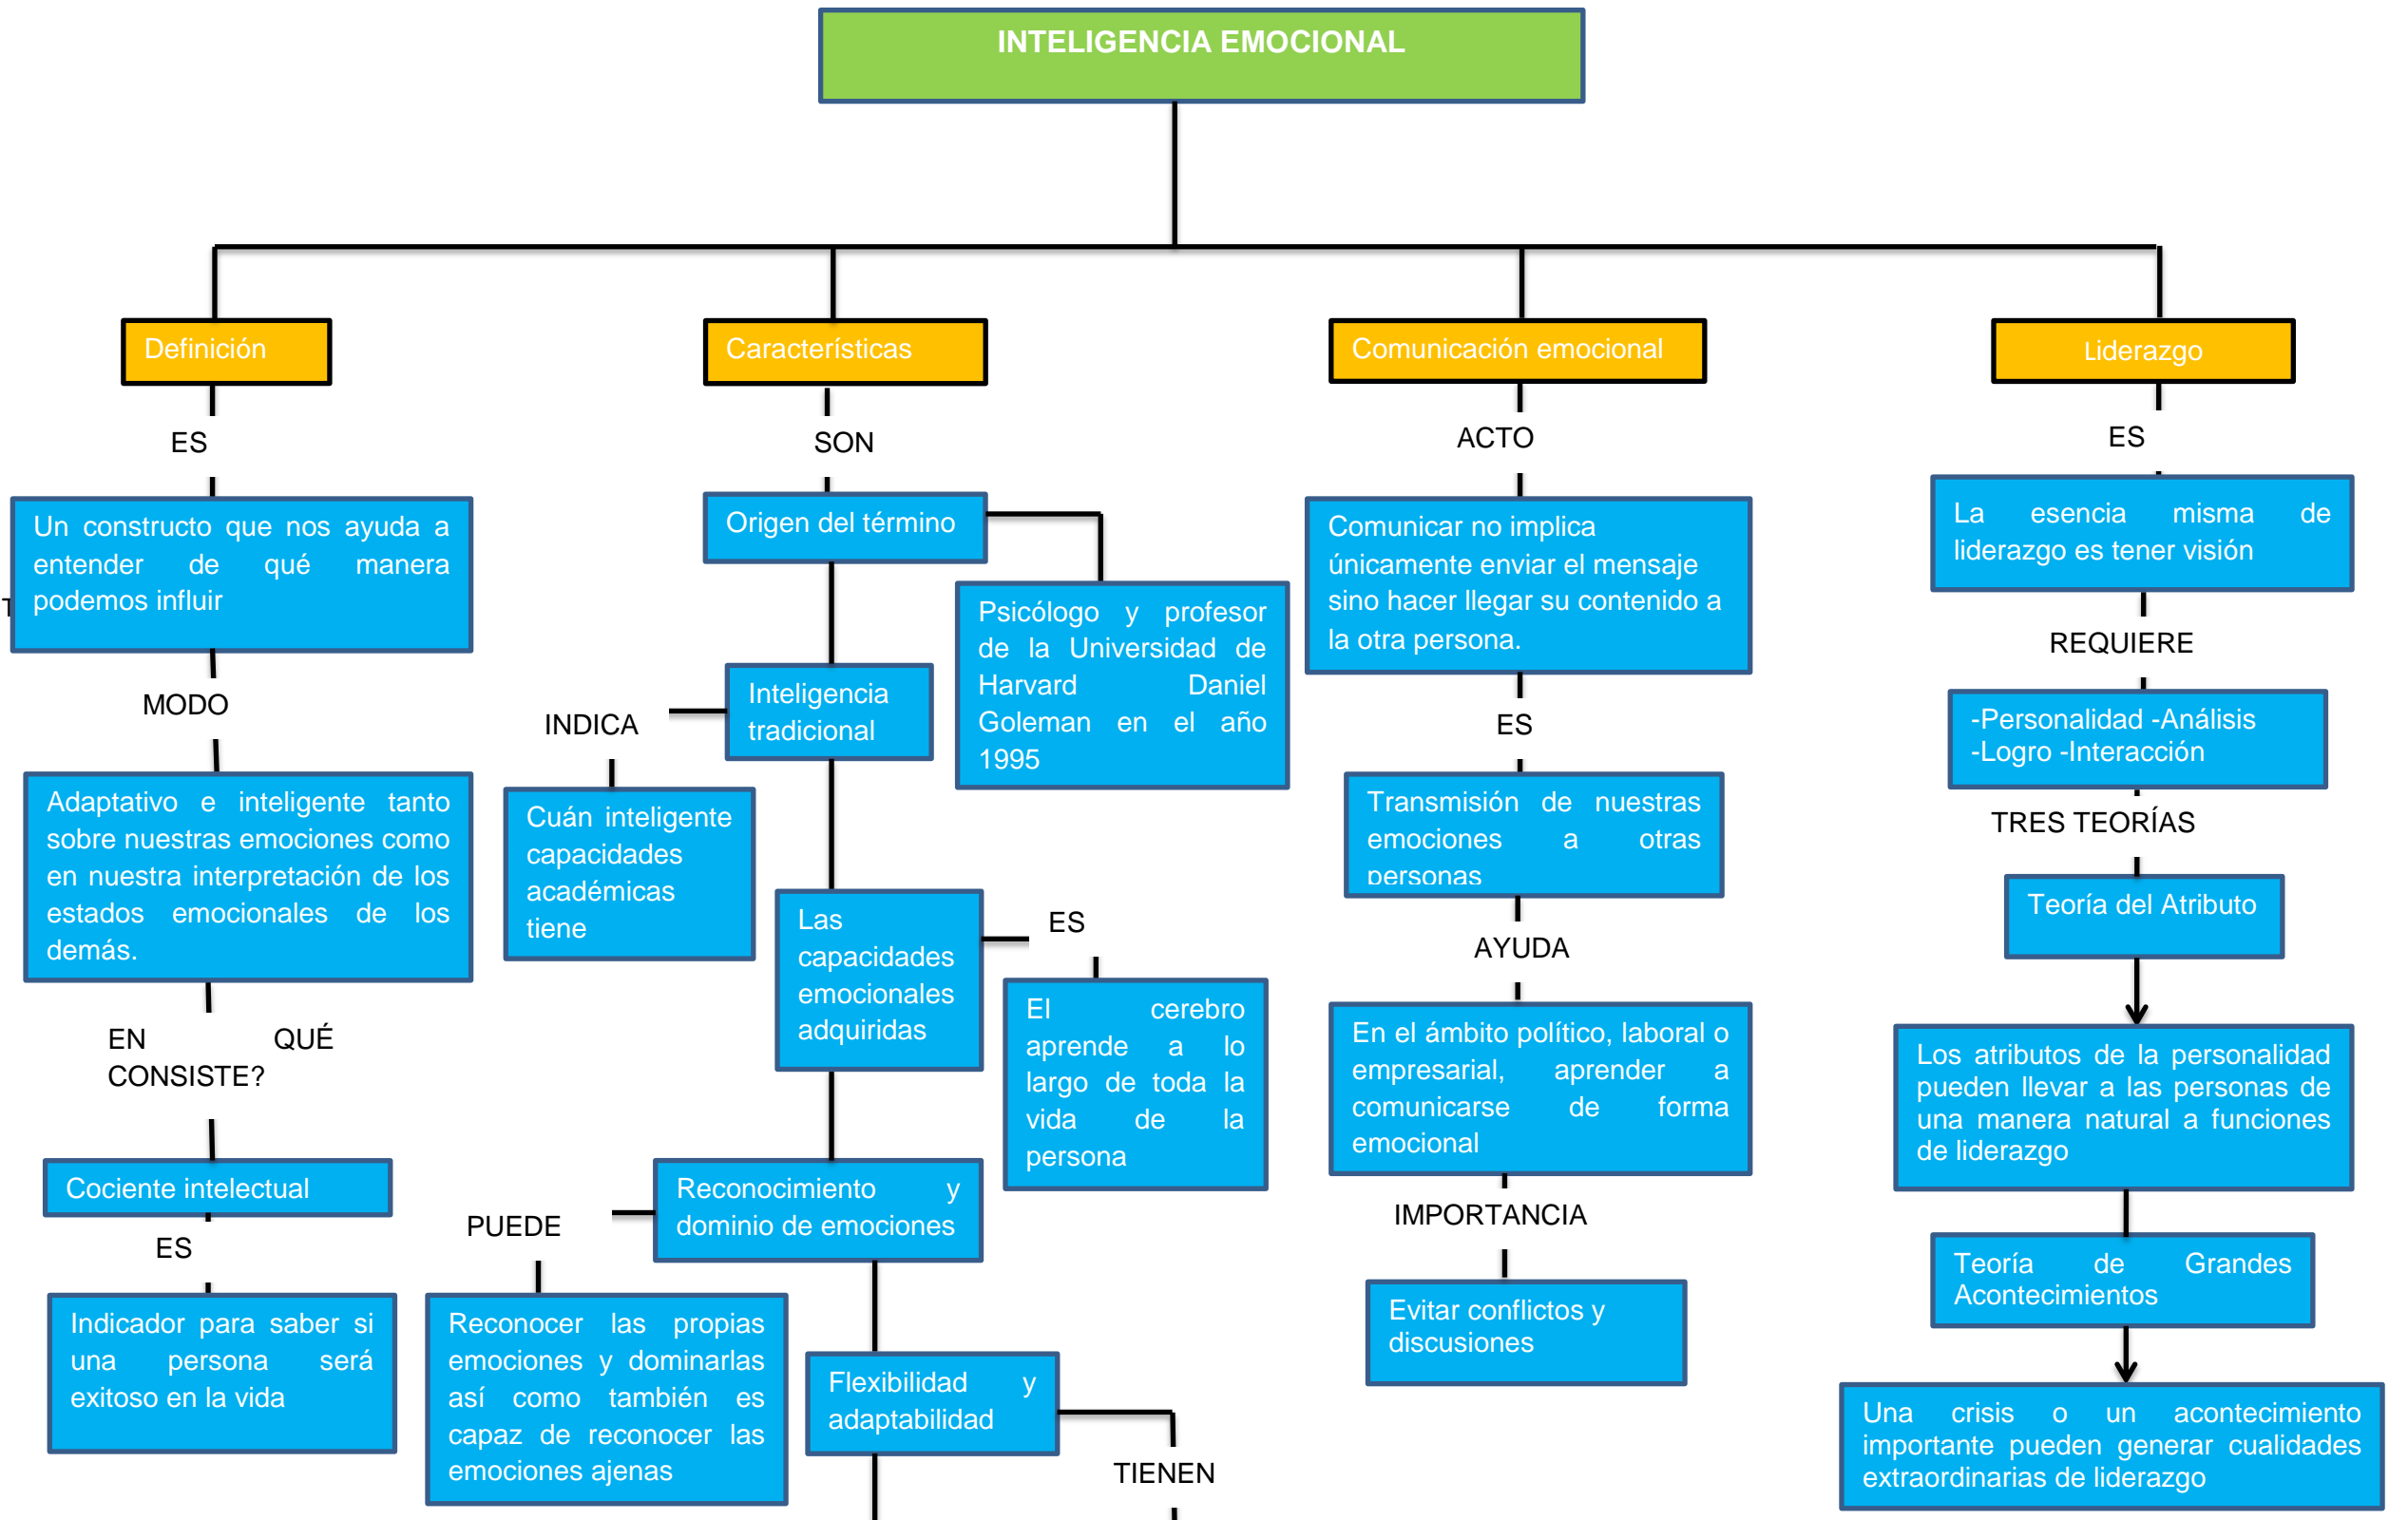 INTELIGENCIA EMOCIONAL
Definición
ES
Un constructo que nos ayuda a
entender de qué manera
podemos influir
T
MODO
Adaptativo e inteligente tanto
sobre nuestras emociones como
en nuestra interpretación de los
estados emocionales de los
demás.
EN QUÉ
CONSISTE?
Cociente intelectual
ES
Indicador para saber si
una persona será
exitoso en la vida
Características
SON
Origen del término
Psicólogo y profesor
de la Universidad de
Harvard Daniel
Goleman en el año
1995
Inteligencia
tradicional
INDICA
Cuán inteligente
capacidades
académicas
tiene
Las
capacidades
emocionales
adquiridas
ES
El cerebro
aprende a lo
largo de toda la
vida de la
persona
Reconocimiento y
dominio de emociones
PUEDE
Reconocer las propias
emociones y dominarlas
así como también es
capaz de reconocer las
emociones ajenas
Flexibilidad y
adaptabilidad
TIENEN
Comunicación emocional
ACTO
Comunicar no implica
únicamente enviar el mensaje
sino hacer llegar su contenido a
la otra persona.
ES
Transmisión de nuestras
emociones a otras
personas
AYUDA
En el ámbito político, laboral o
empresarial, aprender a
comunicarse de forma
emocional
IMPORTANCIA
Evitar conflictos y
discusiones
Liderazgo
ES
La esencia misma de
liderazgo es tener visión
REQUIERE
-Personalidad -Análisis
-Logro -Interacción
TRES TEORÍAS
Teoría del Atributo
Los atributos de la personalidad
pueden llevar a las personas de
una manera natural a funciones
de liderazgo
Teoría de Grandes
Acontecimientos
Una crisis o un acontecimiento
importante pueden generar cualidades
extraordinarias de liderazgo